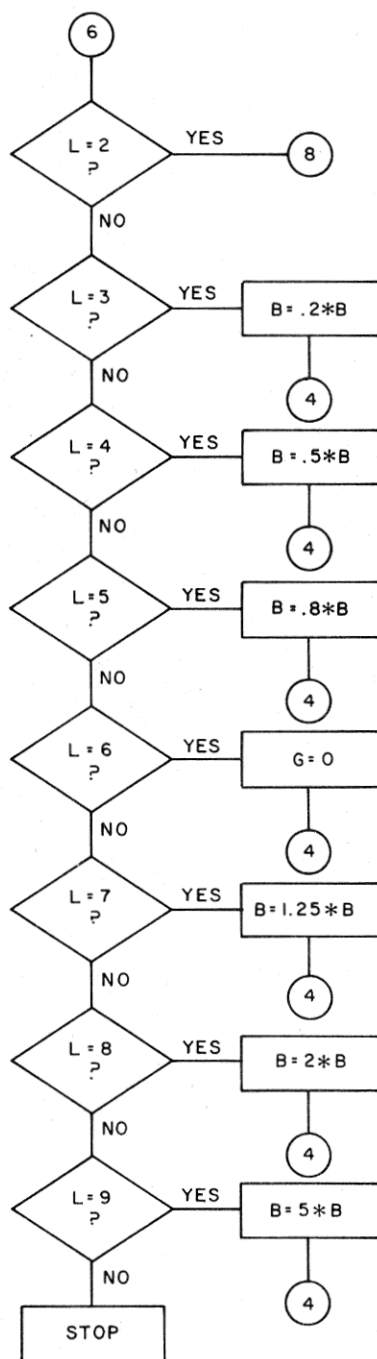 6
L = 2
?
YES
8
NO
L = 3
?
YES
B = .2*B
NO
4
L = 4
?
YES
B = .5*B
NO
4
L = 5
?
YES
B = .8*B
NO
4
L = 6
?
YES
G = 0
NO
4
L = 7
?
YES
B = 1.25*B
NO
4
L = 8
?
YES
B = 2*B
NO
4
L = 9
?
YES
B = 5*B
NO
4
STOP